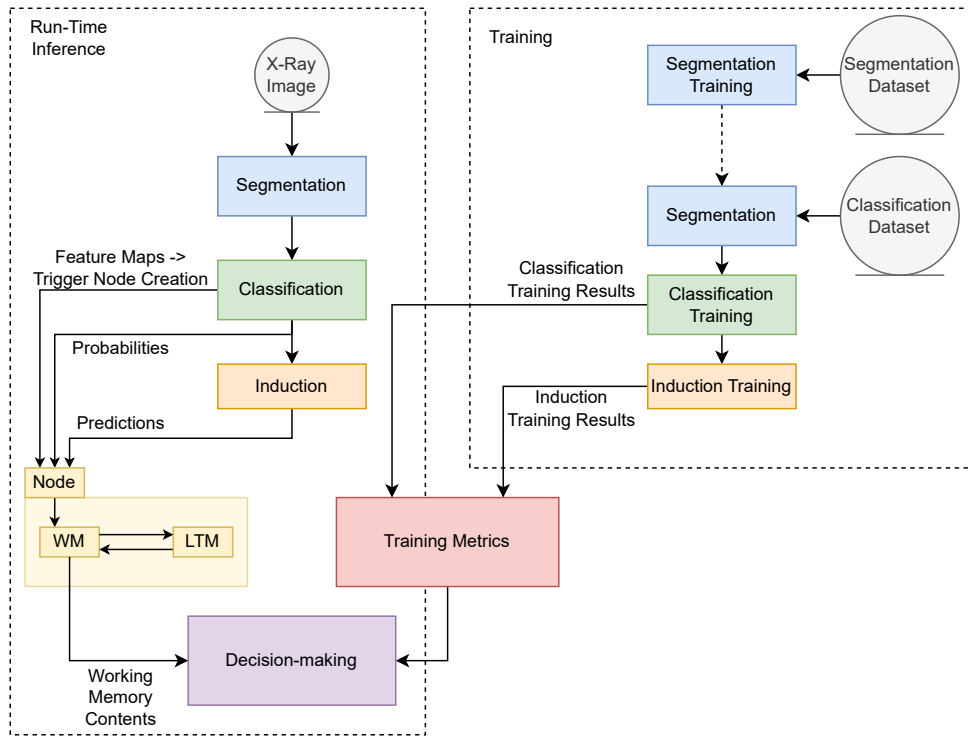 Run-Time
Inference
X-Ray
Image
Segmentation
Feature Maps ->
Trigger Node Creation
Classification
Probabilities
Induction
Predictions
Node
WM
LTM
Working
Memory
Contents
Decision-making
Training
Segmentation
Training
Segmentation
Dataset
Segmentation
Classification
Dataset
Classification
Training Results
Classification
Training
Induction
Training Results
Induction Training
Training Metrics